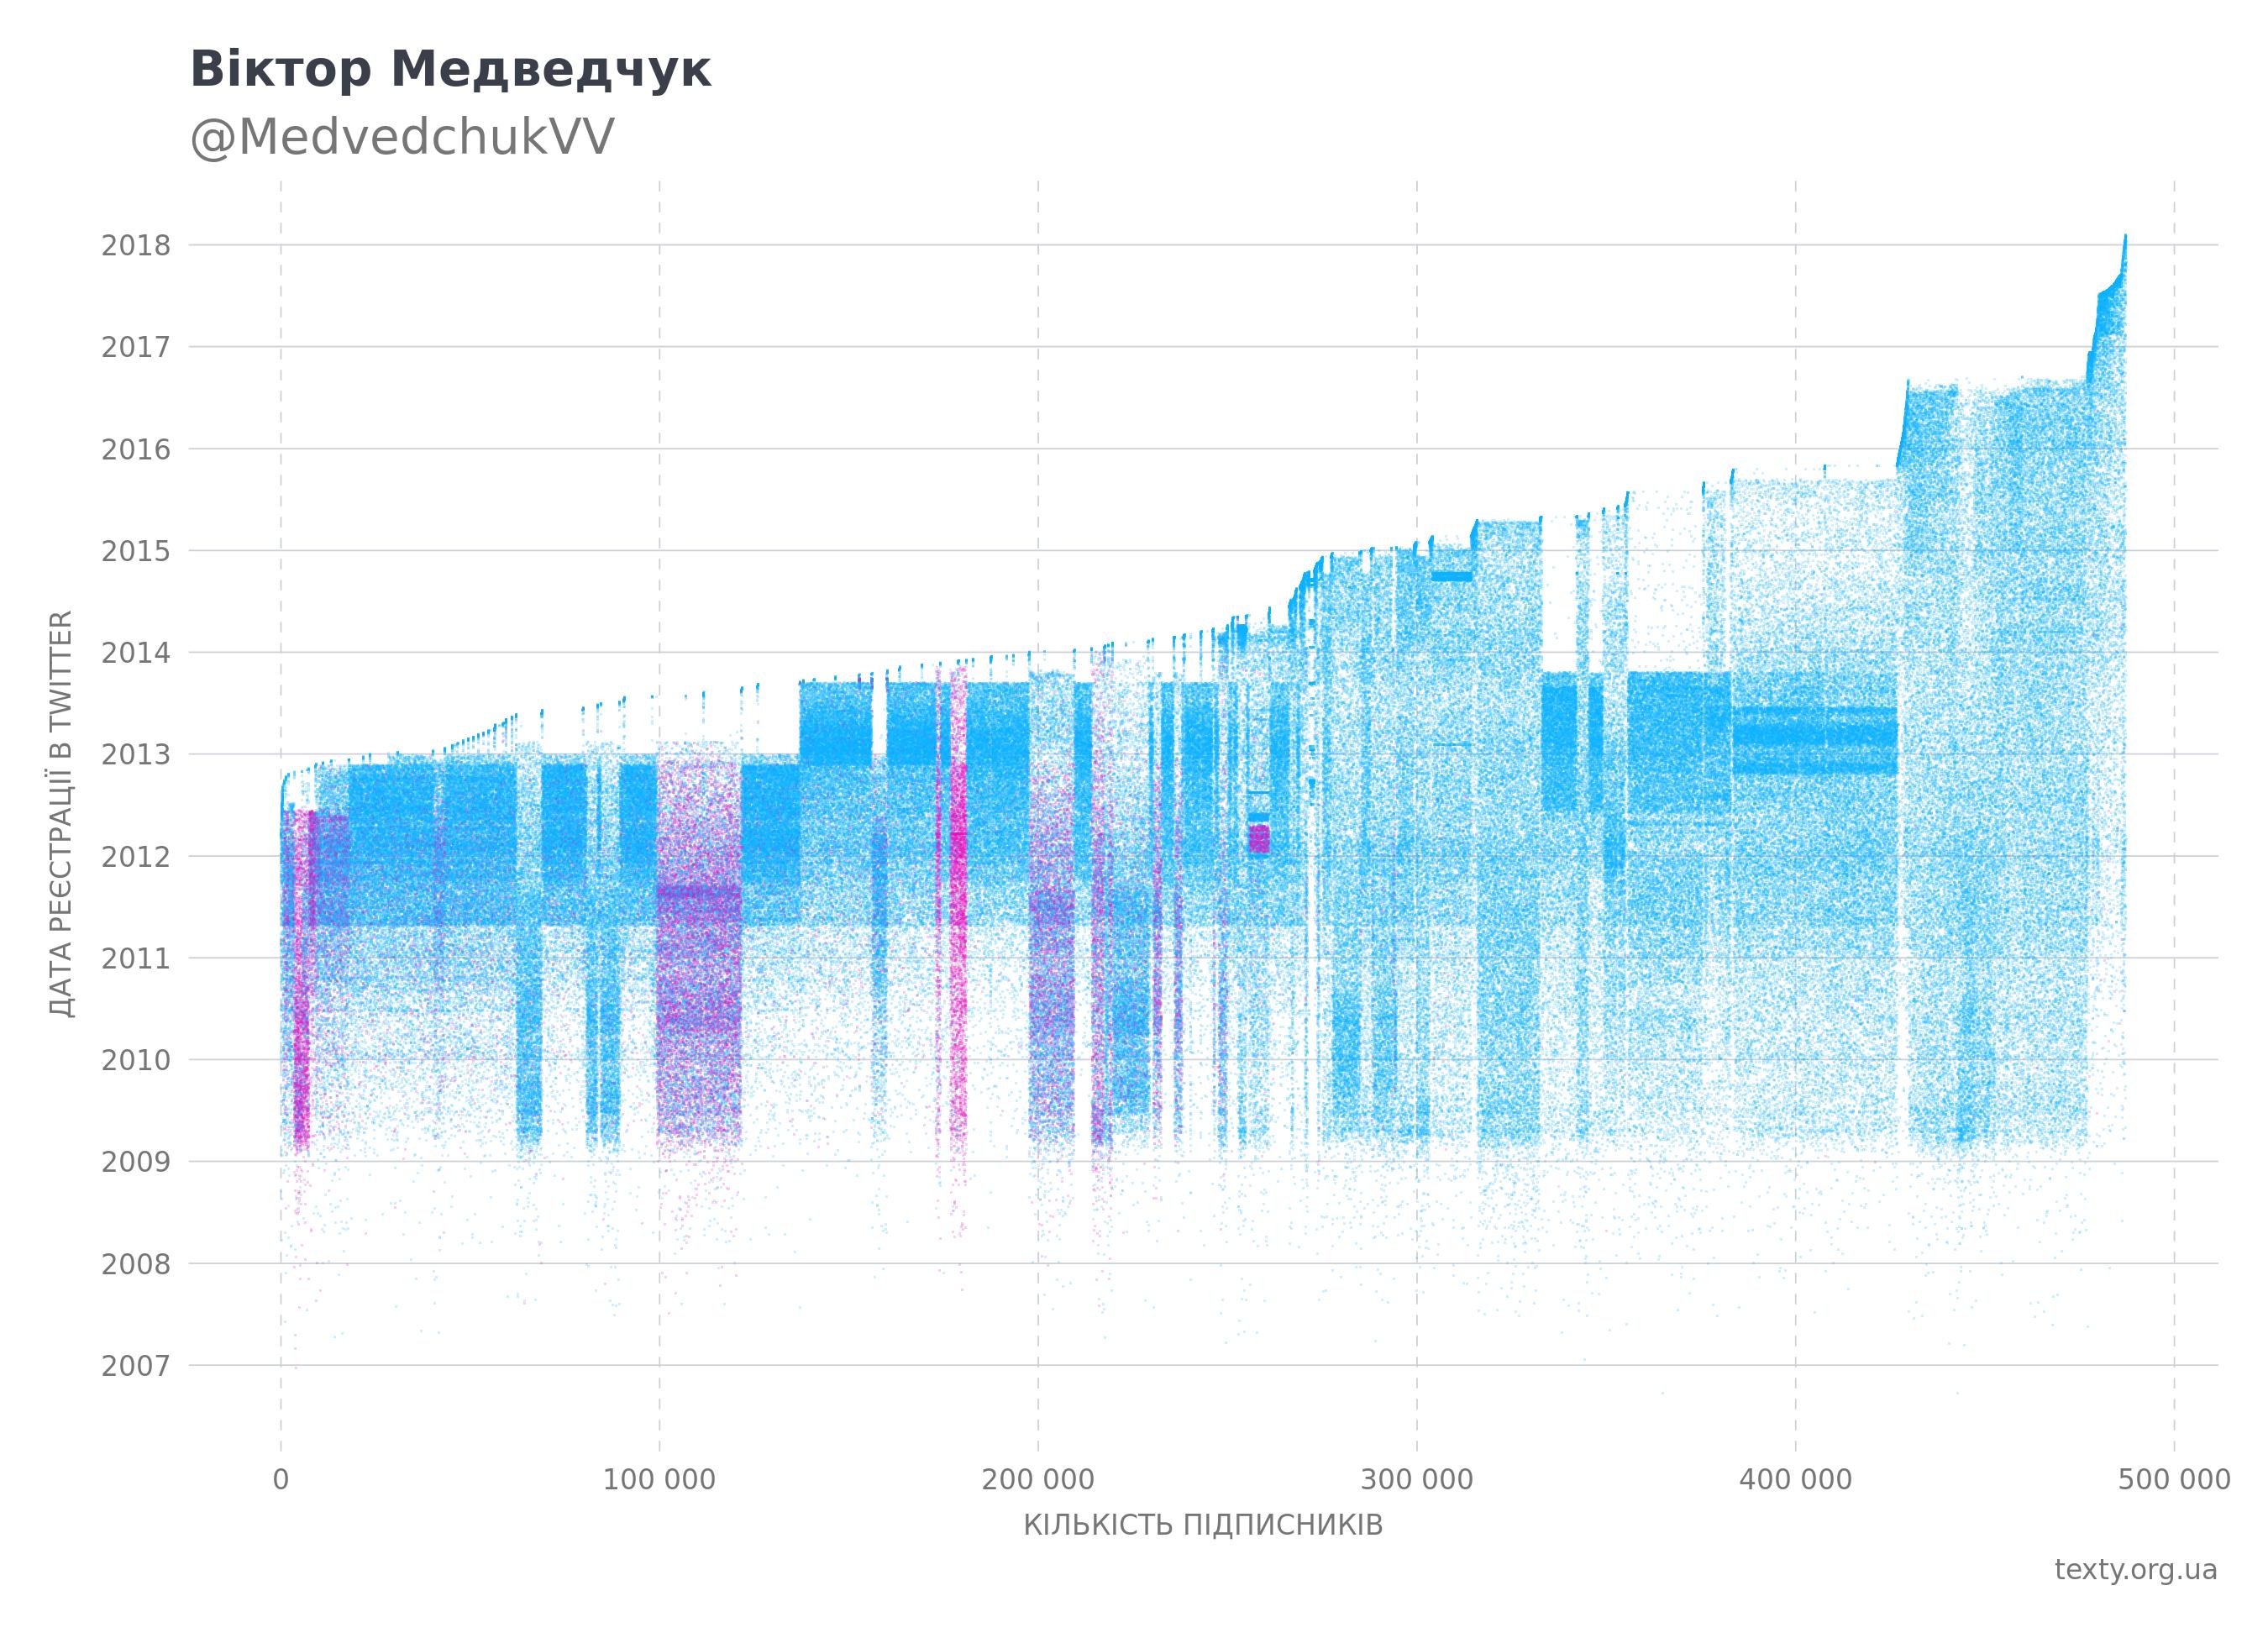 Віктор Медведчук
@MedvedchukVV
ДАТА РЕЄСТРАЦІЇ В TWITTER
2018
2017
2016
2015
2014
2013
2012
2011
2010
2009
2008
2007
0 100 000 200 000 300 000 400 000 500 000
КІЛЬКІСТЬ ПІДПИСНИКІВ
texty.org.ua